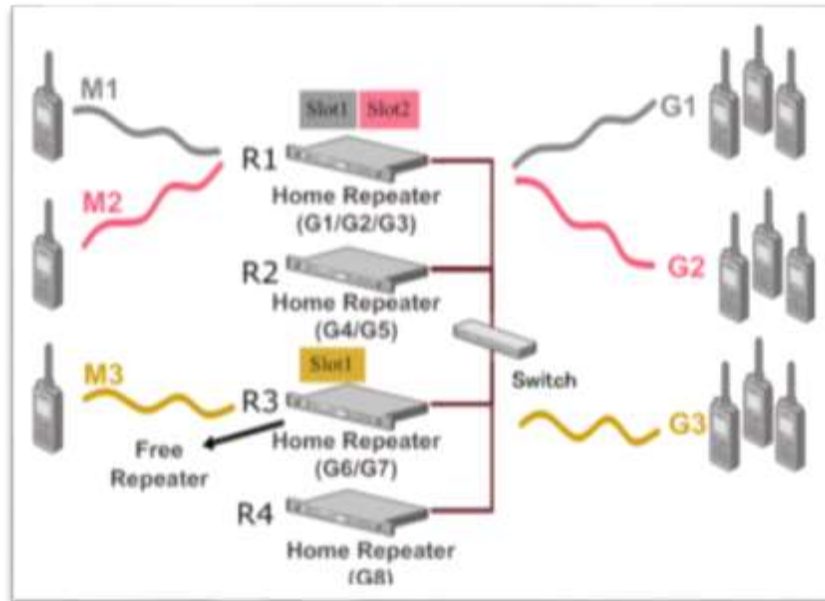 M1
Slot1 Slot2
G1
R1
Home Repeater
(G1/G2/G3)
M2
R2
G2
Home Repeater
(G4/G5)
Slot1
Switch
M3
R3
G3
Free
Repeater
Home Repeater
(G6/G7)
R4
Home Repeater
(G8)